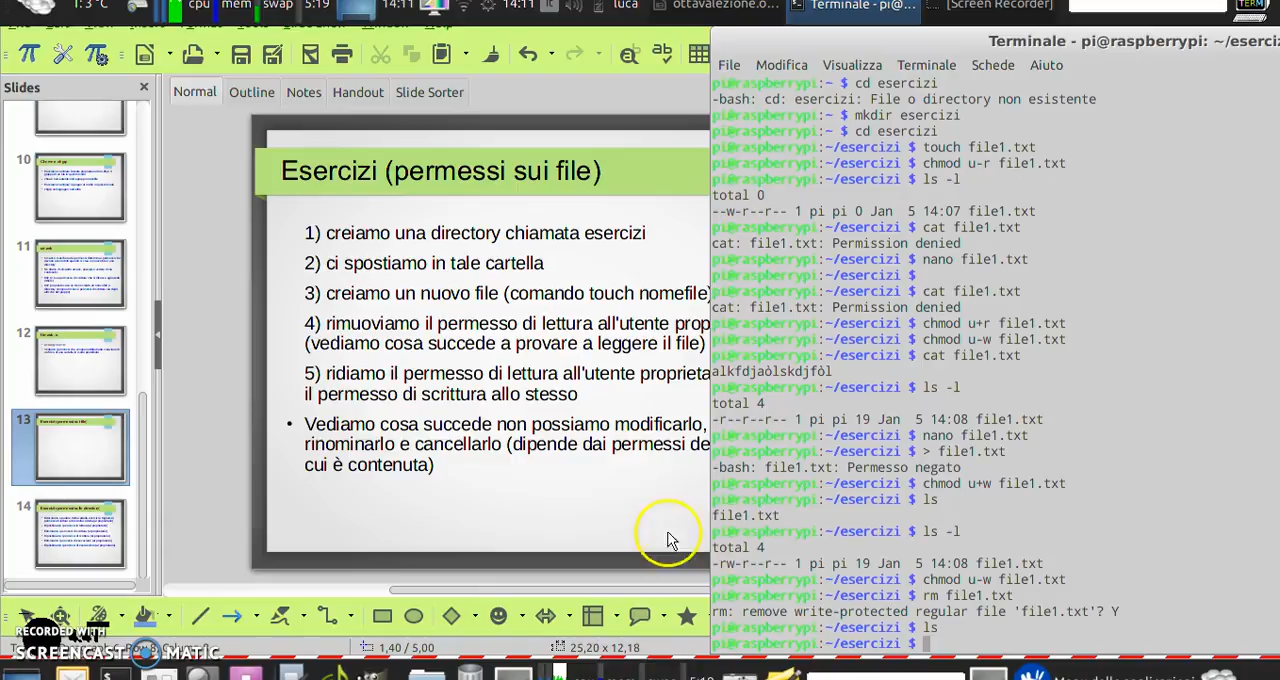 1: 3°C cpu mem swap 5:19 14:11 14:11 luca ottavalezione.o... Terminale - pi@... [Screen Recorder]
Terminale - pi@raspberrypi: ~/eserci
File Modifica Visualizza Terminale Schede Aiuto
Slides
Normal Outline Notes Handout Slide Sorter
10
11
12
13
14
Esercizi (permessi sui file)
1) creiamo una directory chiamata esercizi
2) ci spostiamo in tale cartella
3) creiamo un nuovo file (comando touch nomefile)
4) rimuoviamo il permesso di lettura all'utente prop
(vediamo cosa succede a provare a leggere il file)
5) ridiamo il permesso di lettura all'utente proprieta
il permesso di scrittura allo stesso
• Vediamo cosa succede non possiamo modificarlo,
rinominarlo e cancellarlo (dipende dai permessi de
cui è contenuta)
pi@raspberrypi:~ $ cd esercizi
-bash: cd: esercizi: File o directory non esistente
pi@raspberrypi:~ $ mkdir esercizi
pi@raspberrypi:~ $ cd esercizi
pi@raspberrypi:~/esercizi $ touch file1.txt
pi@raspberrypi:~/esercizi $ chmod u-r file1.txt
pi@raspberrypi:~/esercizi $ ls -l
total 0
--w-r--r-- 1 pi pi 0 Jan  5 14:07 file1.txt
pi@raspberrypi:~/esercizi $ cat file1.txt
cat: file1.txt: Permission denied
pi@raspberrypi:~/esercizi $ nano file1.txt
pi@raspberrypi:~/esercizi $
pi@raspberrypi:~/esercizi $ cat file1.txt
cat: file1.txt: Permission denied
pi@raspberrypi:~/esercizi $ chmod u+r file1.txt
pi@raspberrypi:~/esercizi $ chmod u-w file1.txt
pi@raspberrypi:~/esercizi $ cat file1.txt
alkfdjaòlskdjfòl
pi@raspberrypi:~/esercizi $ ls -l
total 4
-r--r--r-- 1 pi pi 19 Jan  5 14:08 file1.txt
pi@raspberrypi:~/esercizi $ nano file1.txt
pi@raspberrypi:~/esercizi $ > file1.txt
-bash: file1.txt: Permesso negato
pi@raspberrypi:~/esercizi $ chmod u+w file1.txt
pi@raspberrypi:~/esercizi $ ls
file1.txt
pi@raspberrypi:~/esercizi $ ls -l
total 4
-rw-r--r-- 1 pi pi 19 Jan  5 14:08 file1.txt
pi@raspberrypi:~/esercizi $ chmod u-w file1.txt
pi@raspberrypi:~/esercizi $ rm file1.txt
rm: remove write-protected regular file 'file1.txt'? Y
pi@raspberrypi:~/esercizi $ ls
pi@raspberrypi:~/esercizi $
RECORDED WITH
SCREENCAST MATIC
1,40 / 5,00 25,20 x 12,18